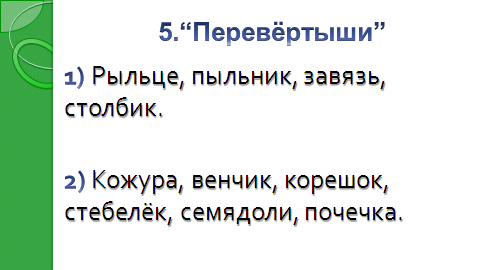 5.“Перевёртыши”
1) Рыльце, пыльник, завязь,
столбик.
2) Кожура, венчик, корешок,
стебелёк, семядоли, почечка.